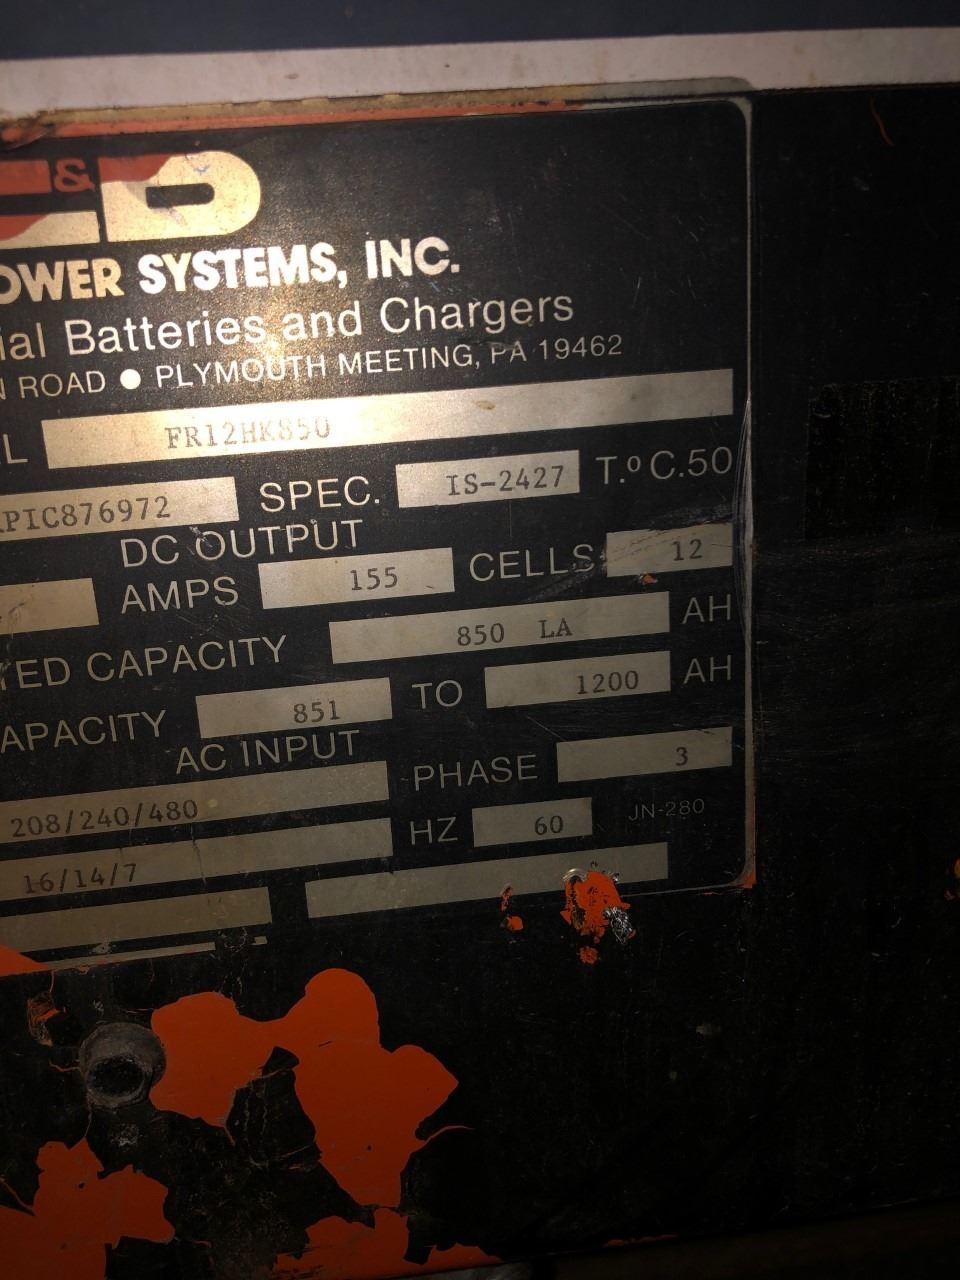 &D
OWER SYSTEMS, INC.
ial Batteries and Chargers
N ROAD ● PLYMOUTH MEETING, PA 19462
L FR12HK850
PIC876972 SPEC. IS-2427 T.ºC.50
DC OUTPUT
AMPS 155 CELLS 12
TED CAPACITY 850 LA AH
APACITY 851 TO 1200 AH
AC INPUT
208/240/480 PHASE 3
16/14/7 HZ 60 JN-280